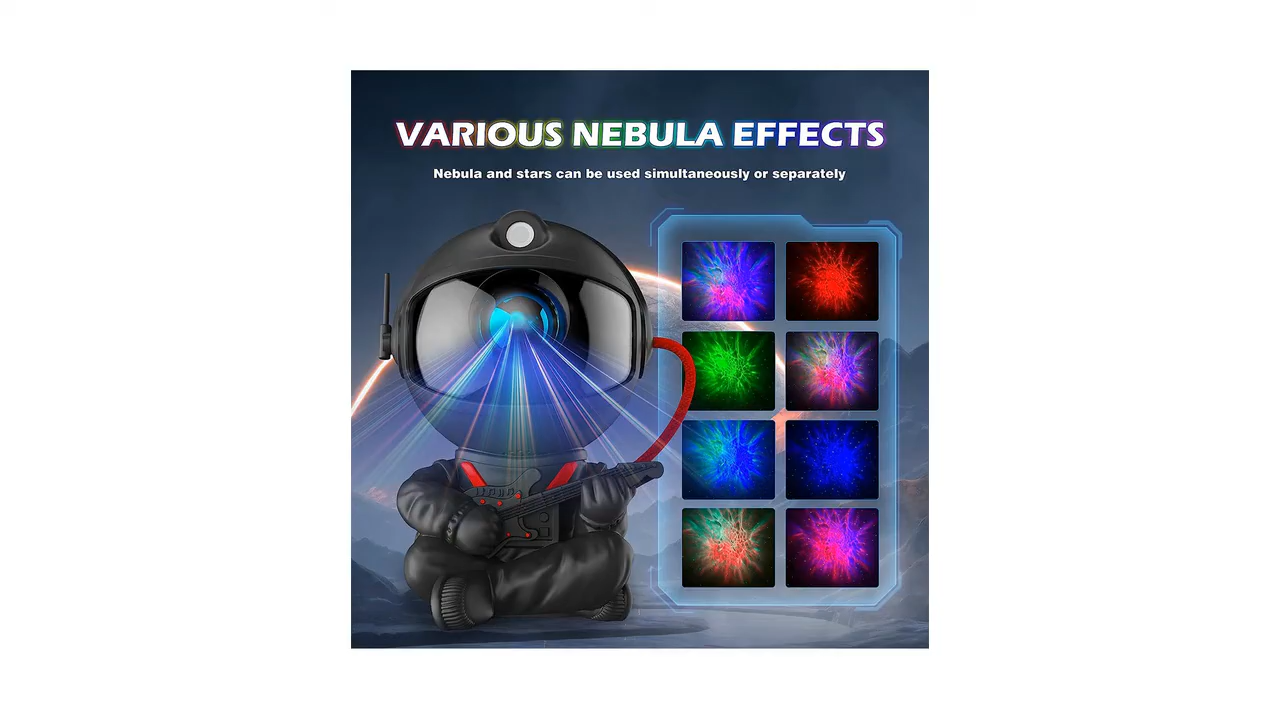 VARIOUS NEBULA EFFECTS
Nebula and stars can be used simultaneously or separately